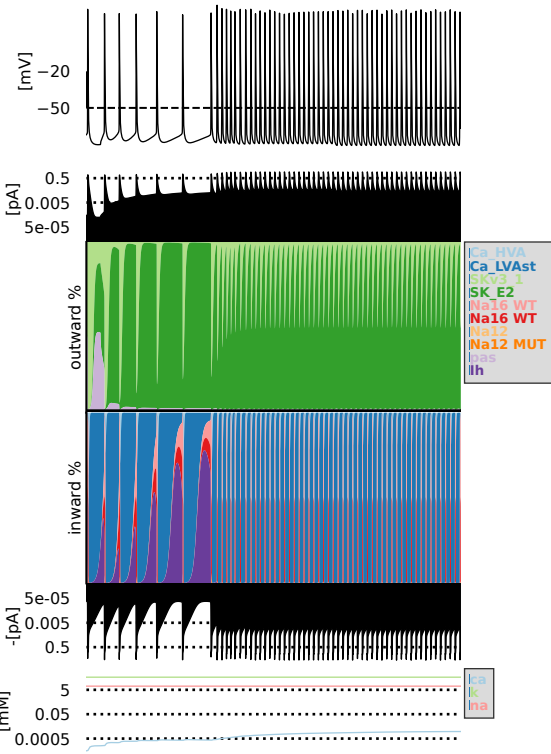 [mV]
−20
−50
[pA]
0.5
0.005
5e-05
outward %
Ca_HVA
Ca_LVAst
SKv3_1
SK_E2
Na16 WT
Na16 WT
Na12
Na12 MUT
pas
Ih
inward %
5e-05
0.005
0.5
-[pA]
ca
k
na
[mM]
5
0.05
0.0005